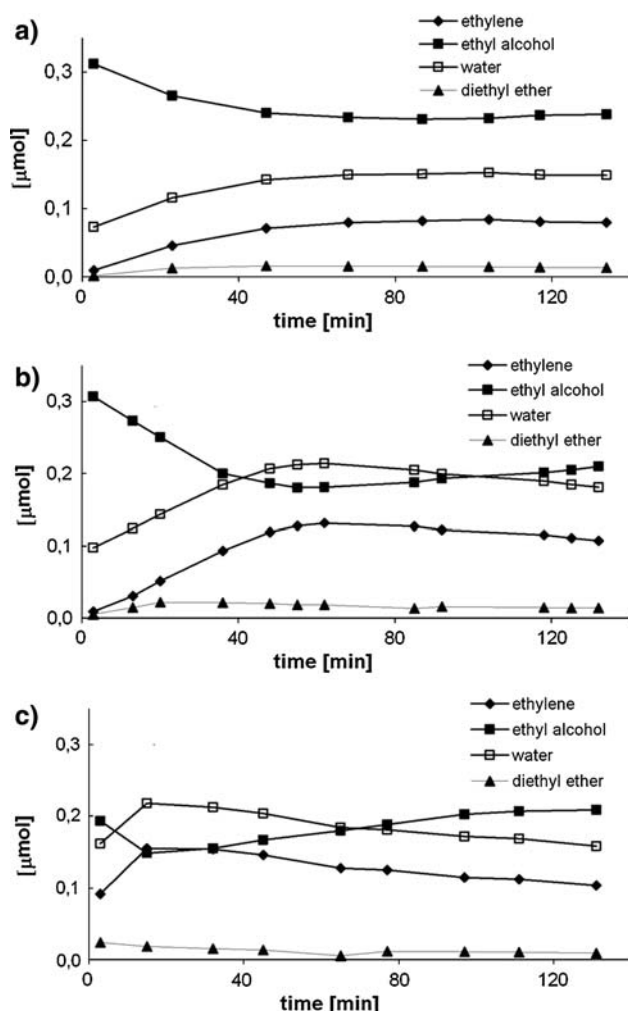 a)
ethylene
ethyl alcohol
water
diethyl ether
0,3
0,2
0,1
0,0
[µmol]
0 40 80 120
time [min]
b)
ethylene
ethyl alcohol
water
diethyl ether
0,3
0,2
0,1
0,0
[µmol]
0 40 80 120
time [min]
c)
ethylene
ethyl alcohol
water
diethyl ether
0,3
0,2
0,1
0,0
[µmol]
0 40 80 120
time [min]